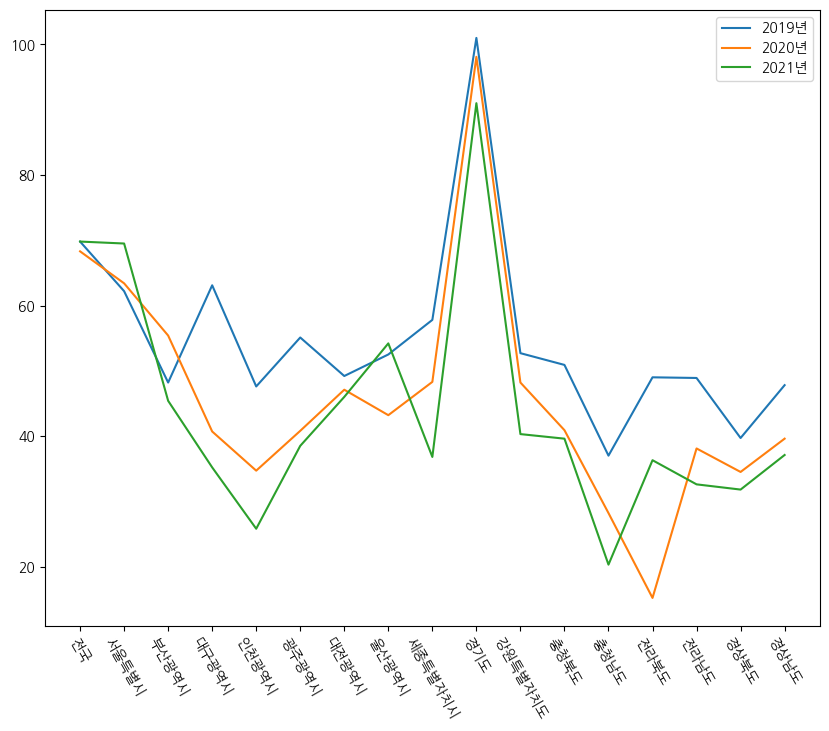 2019년
2020년
2021년
100
80
60
40
20
전국
서울특별시
부산광역시
대구광역시
인천광역시
광주광역시
대전광역시
울산광역시
세종특별자치시
경기도
강원특별자치도
충청북도
충청남도
전라북도
전라남도
경상북도
경상남도